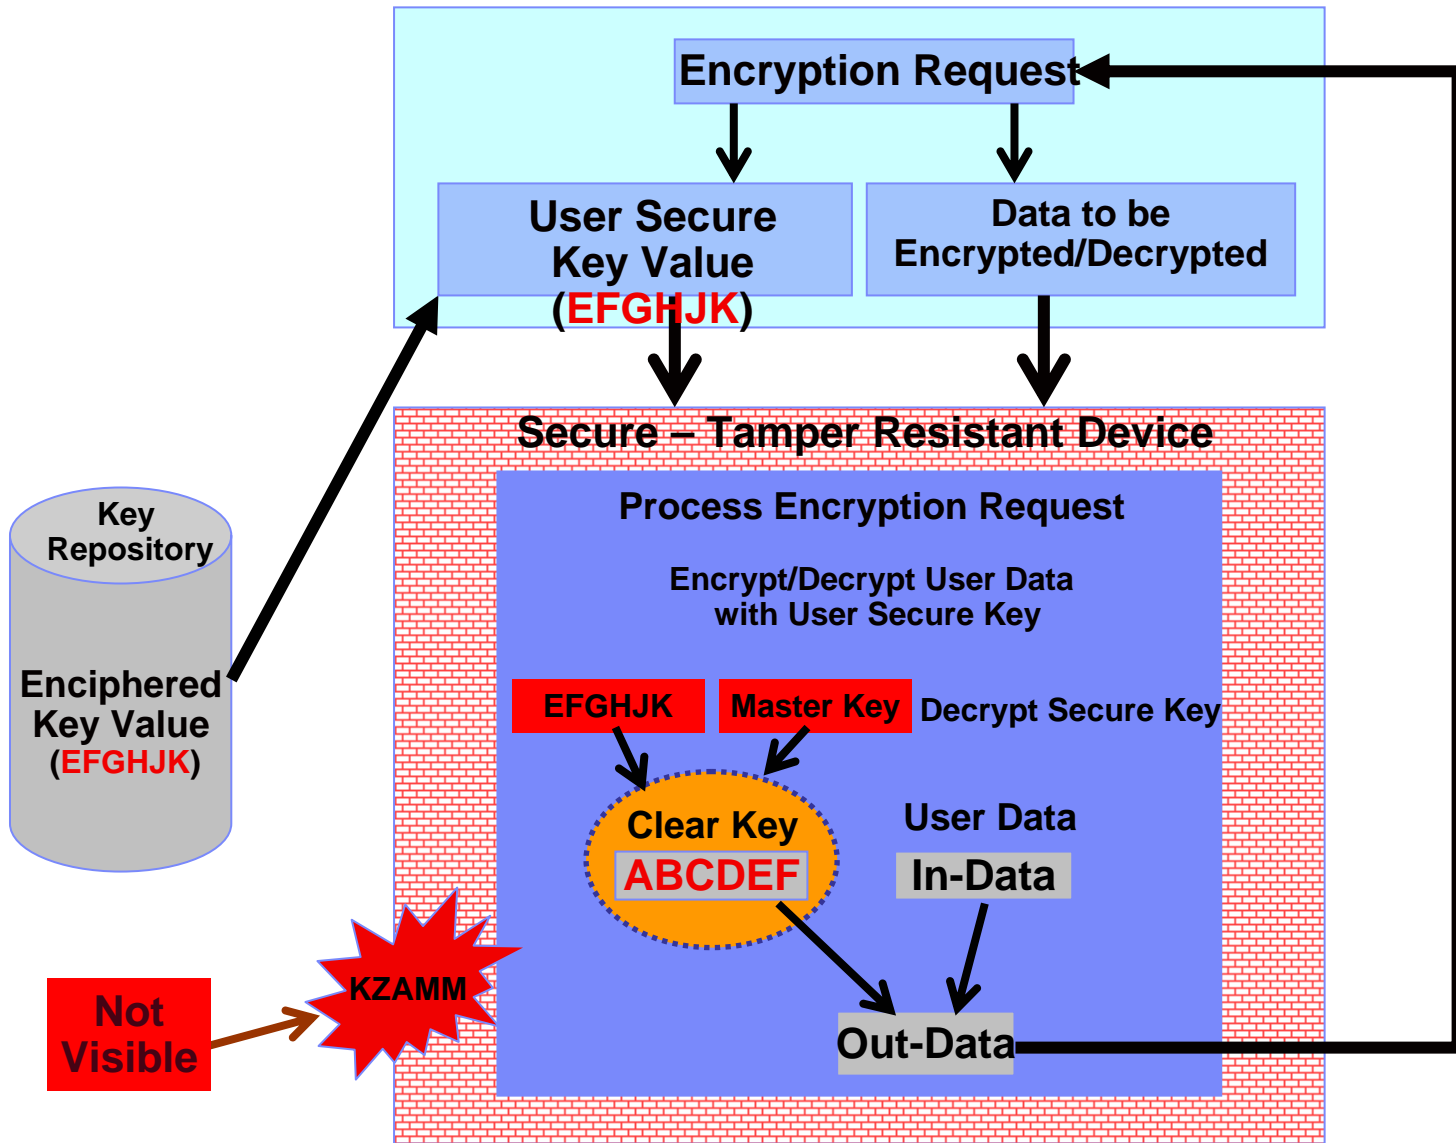 Encryption Request
User Secure
Key Value
(EFGHJK)
Data to be
Encrypted/Decrypted
Secure – Tamper Resistant Device
Process Encryption Request
Encrypt/Decrypt User Data
with User Secure Key
Key
Repository
Enciphered
Key Value
(EFGHJK)
EFGHJK
Master Key
Decrypt Secure Key
Clear Key
ABCDEF
User Data
In-Data
KZAMM
Not
Visible
Out-Data